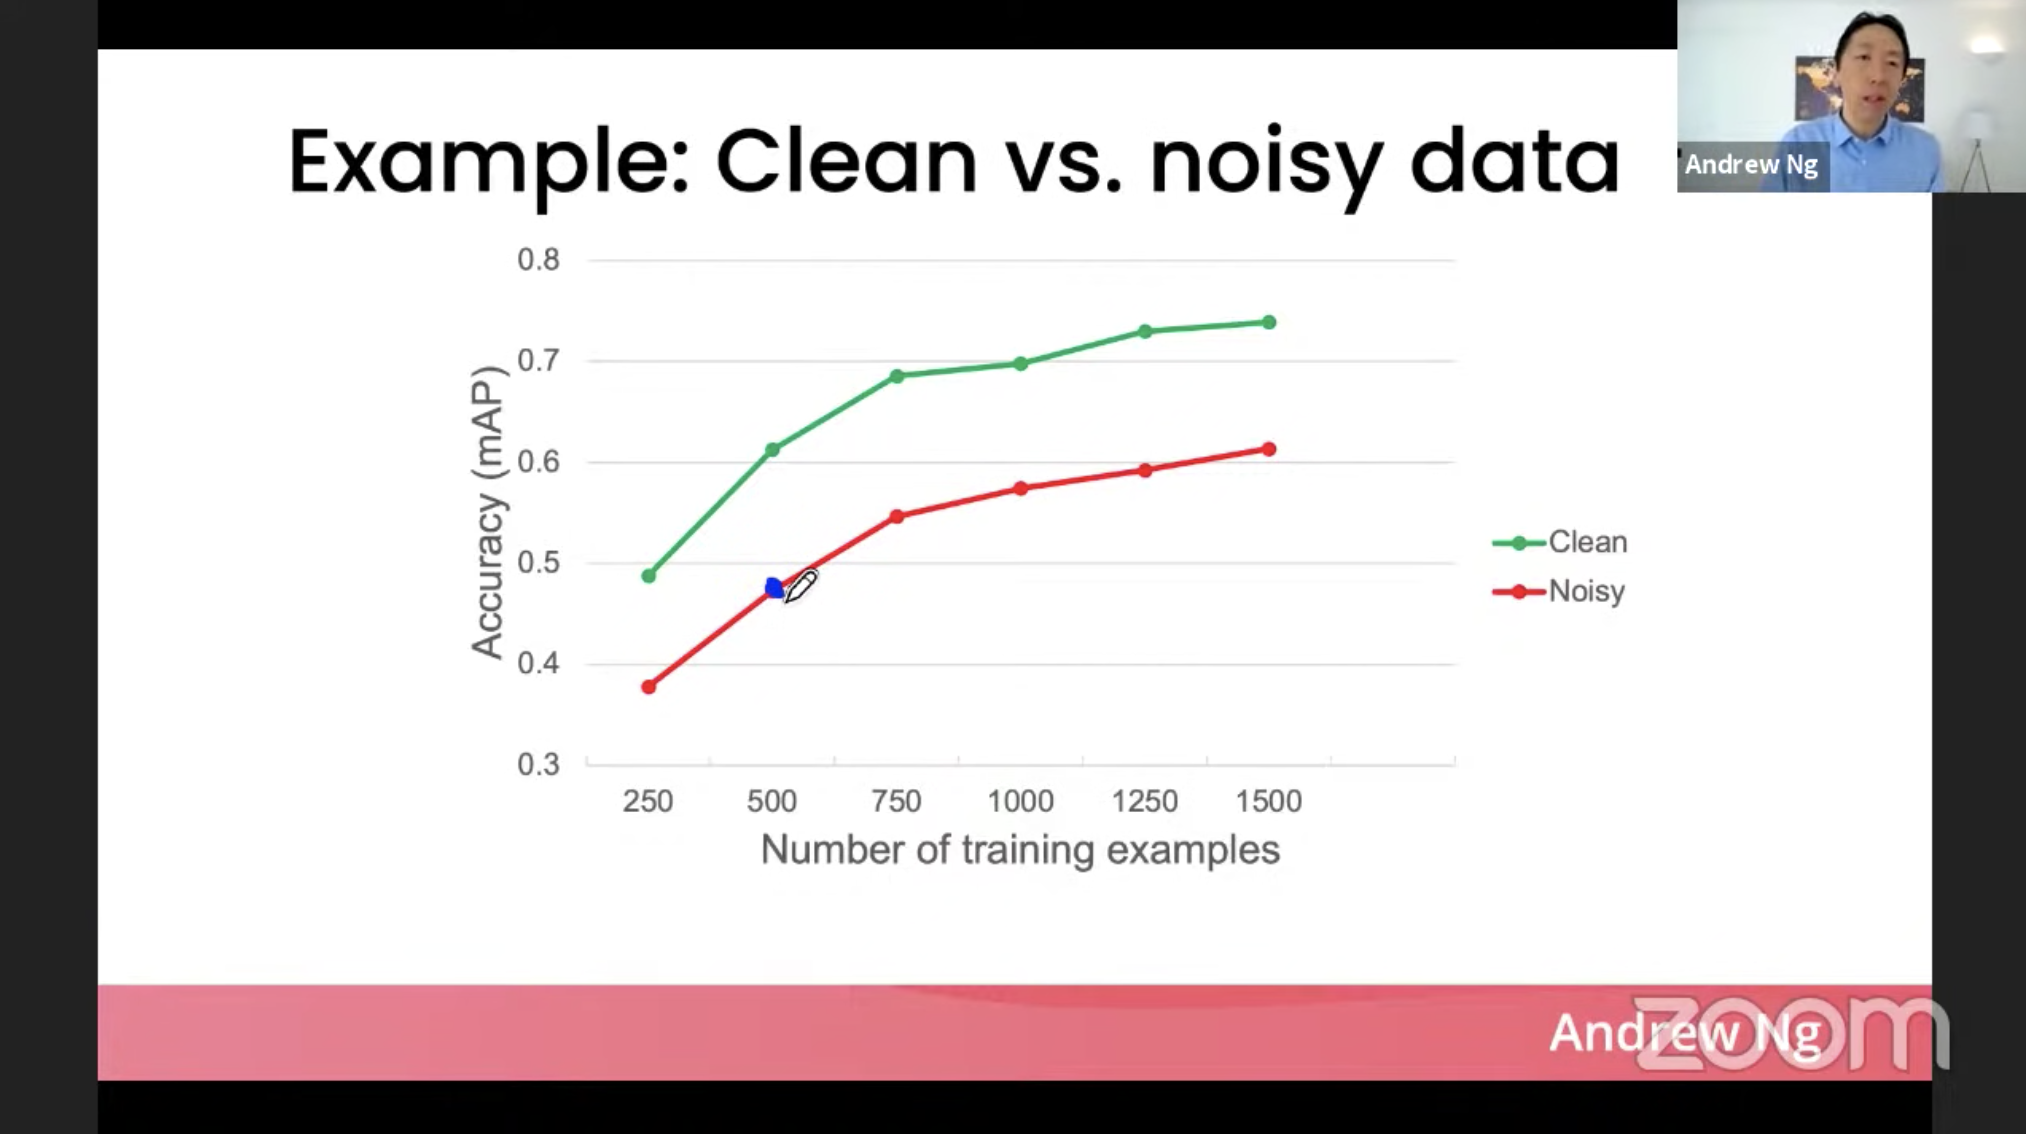 Example: Clean vs. noisy data
Andrew Ng
0.8
0.7
0.6
0.5
0.4
0.3
Accuracy (mAP)
Clean
Noisy
250 500 750 1000 1250 1500
Number of training examples
Andrew Ng
zoom